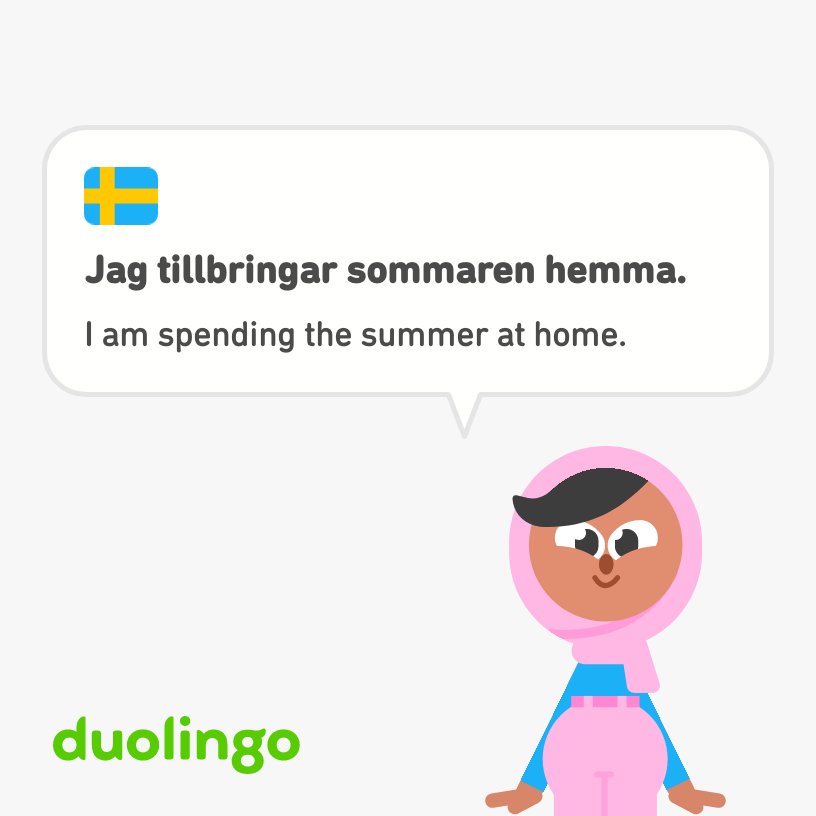 Jag tillbringar sommaren hemma.
I am spending the summer at home.
duolingo